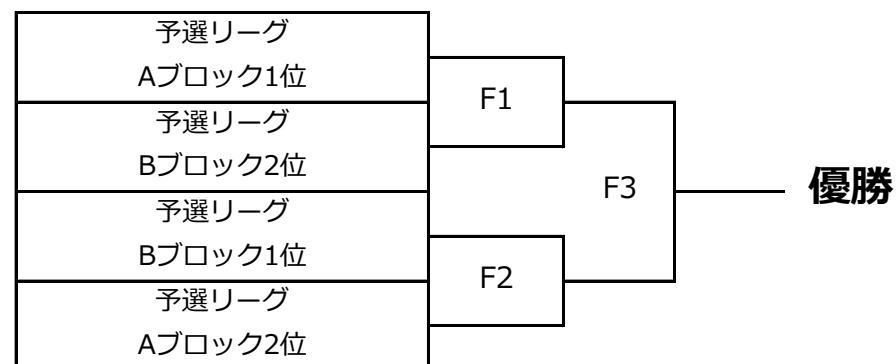 予選リーグ
Aブロック1位
予選リーグ
Bブロック2位
予選リーグ
Bブロック1位
予選リーグ
Aブロック2位
F1
F2
F3
優勝